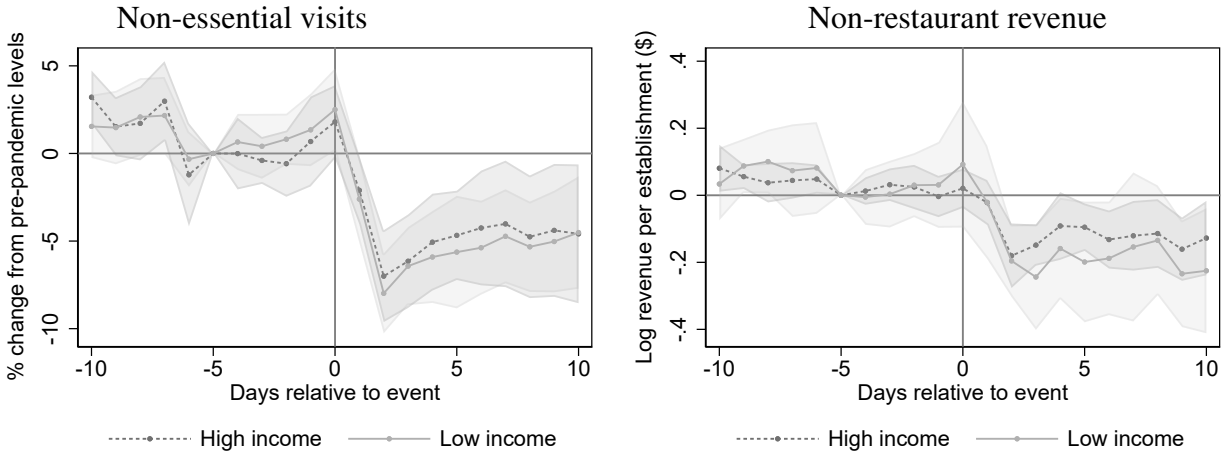 Non-essential visits
% change from pre-pandemic levels
5
0
-5
-10
-10 -5 0 5 10
Days relative to event
High income Low income
Non-restaurant revenue
Log revenue per establishment ($)
.4
.2
0
-.2
-.4
-10 -5 0 5 10
Days relative to event
High income Low income